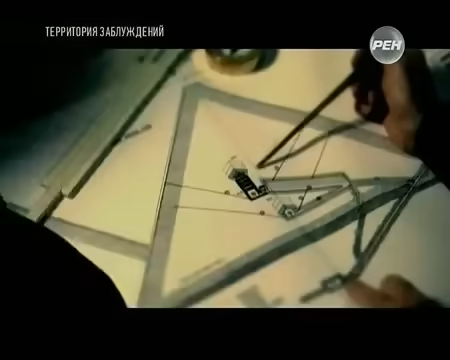 ТЕРРИТОРИЯ ЗАБЛУЖДЕНИЙ
РЕН